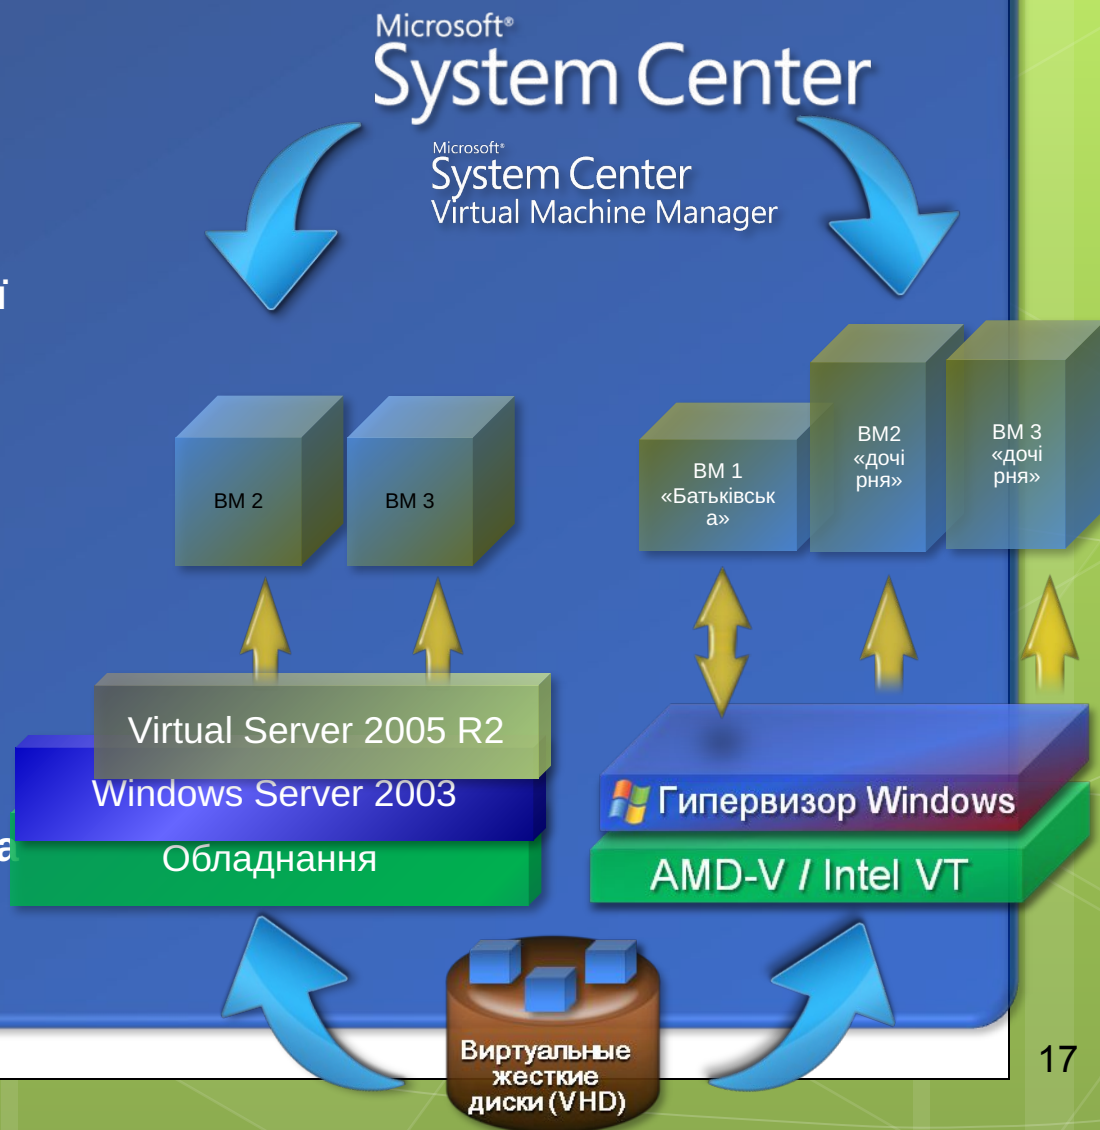 Microsoft®
System Center
Microsoft®
System Center
Virtual Machine Manager
ї
ВМ 2
ВМ 3
ВМ 1
«Батьківськ
а»
ВМ2
«дочі
рня»
ВМ 3
«дочі
рня»
Virtual Server 2005 R2
Windows Server 2003
Обладнання
а
Гипервизор Windows
AMD-V / Intel VT
Виртуальные
жесткие
диски (VHD)
17